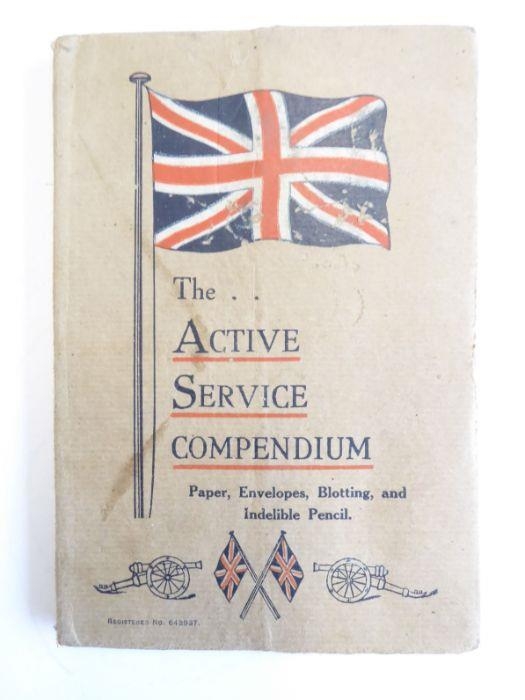 The . .
ACTIVE
SERVICE
COMPENDIUM
Paper, Envelopes, Blotting, and
Indelible Pencil.
REGISTERED No. 643937.